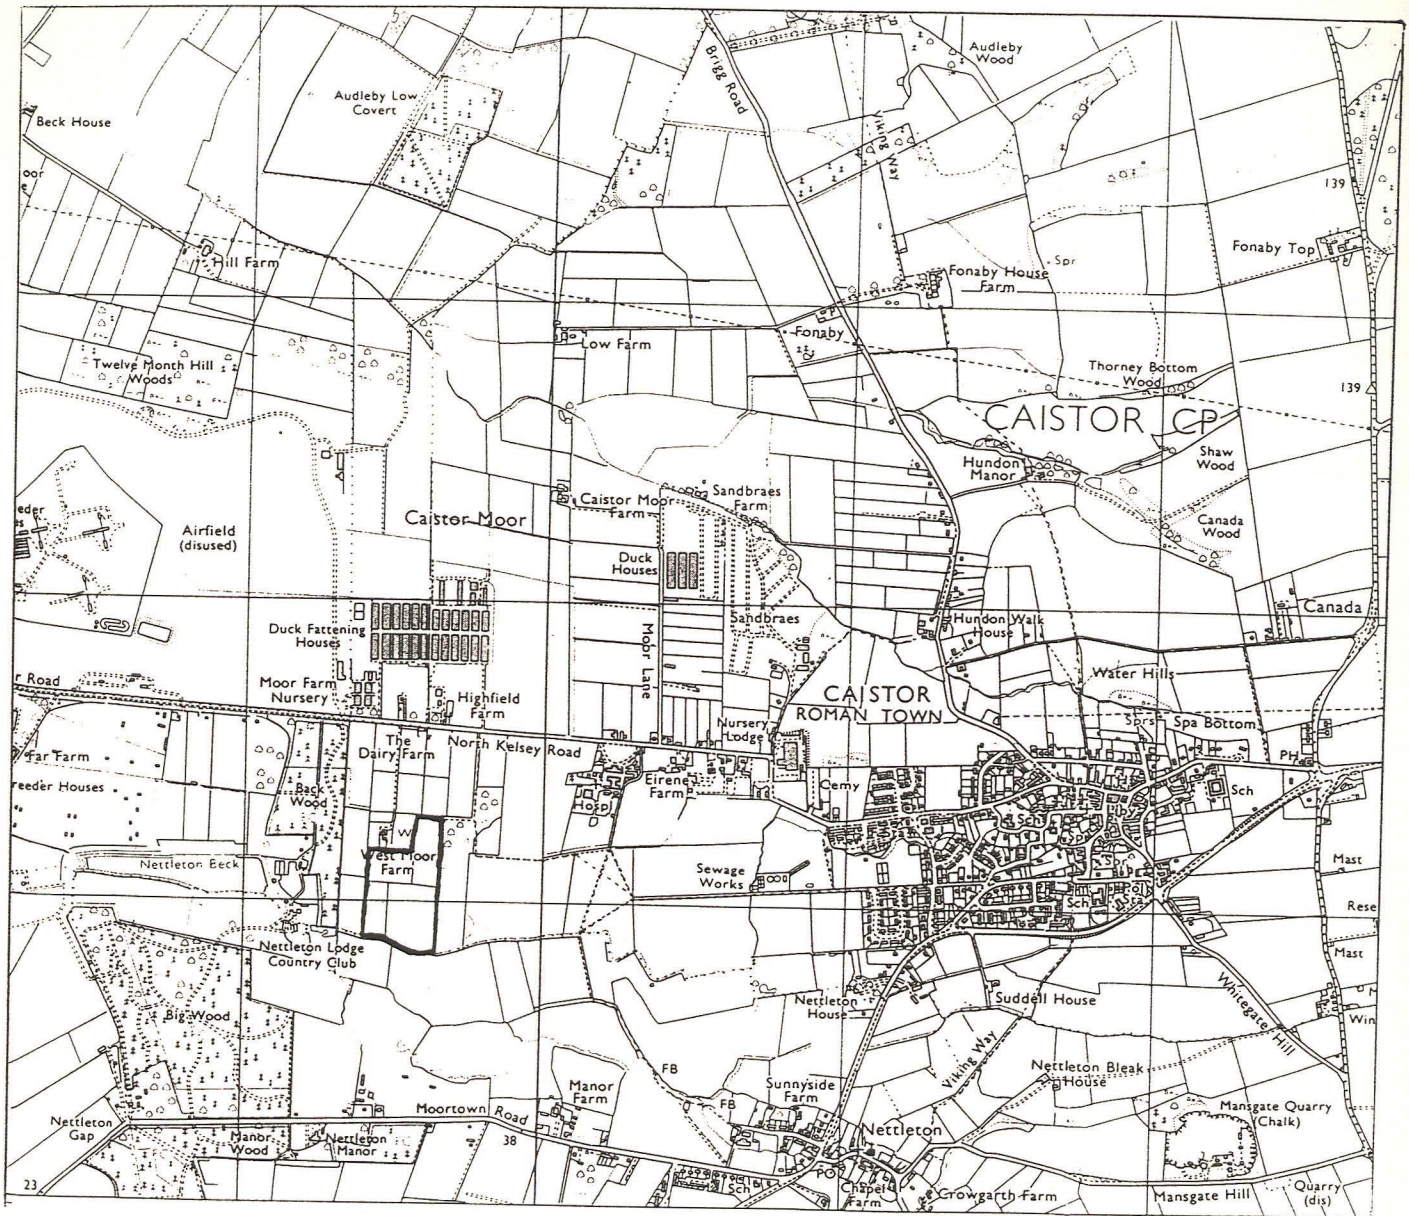 Audleby
Wood
Brigg Road
Audleby Low
Covert
Beck House
Viking Way
139
Hill Farm
Fonaby Top
Spr
Fonaby House
Farm
Fonaby
Low Farm
Twelve Month Hill
Woods
Thorney Bottom
Wood
139
CAISTOR CP
Shaw
Wood
Hundon
Manor
Caistor Moor
Farm
Sandbraes
Farm
Caistor Moor
Canada
Wood
Airfield
(disused)
Duck
Houses
Canada
Duck Fattening
Houses
Sandbraes
Hundon Walk
House
Moor Lane
Water Hills
r Road
Moor Farm
Nursery
Highfield
Farm
CAISTOR
ROMAN TOWN
Nursery
Lodge
Sprs
Spa Bottom
The
Dairy Farm
North Kelsey Road
PH
far Farm
reeder Houses
Back
Wood
Hospl
Eirene
Farm
Cemy
Sch
Sch
W
Nettleton Beck
West Moor
Farm
Sewage
Works
Spr
Mast
Sch
Pol
Sta
Rese
Nettleton Lodge
Country Club
Mast
Nettleton
House
Suddell House
Whitegate Hill
Big Wood
Win
Viking Way
FB
Nettleton Bleak
House
Manor
Farm
Sunnyside
Farm
FB
Mansgate Quarry
(Chalk)
Nettleton
Gap
Moortown Road
38
Manor
Wood
Nettleton
Manor
Nettleton
PO
23
Sch
Chapel
Farm
Crowgarth Farm
Mansgate Hill
Quarry
(dis)